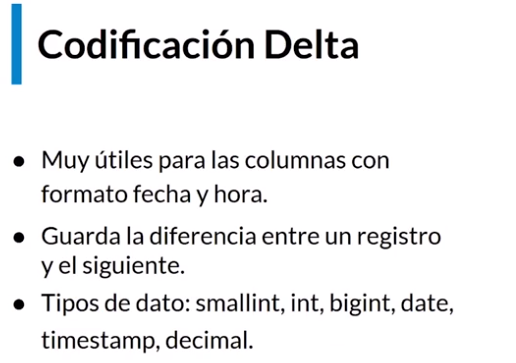 Codificación Delta
● Muy útiles para las columnas con
formato fecha y hora.
● Guarda la diferencia entre un registro
y el siguiente.
● Tipos de dato: smallint, int, bigint, date,
timestamp, decimal.